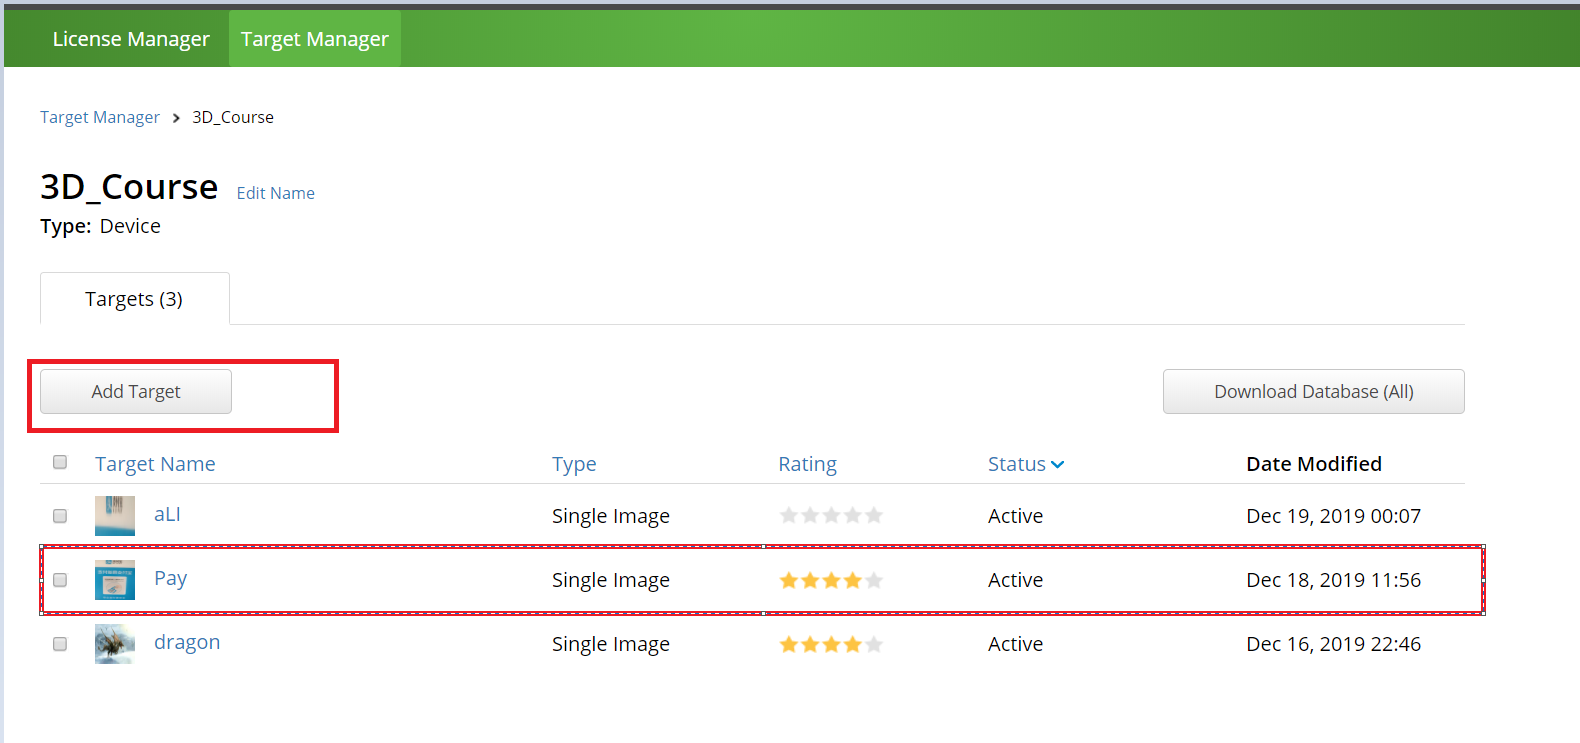 License Manager Target Manager
Target Manager > 3D_Course
3D_Course Edit Name
Type: Device
Targets (3)
Add Target Download Database (All)
Target Name Type Rating Status Date Modified
aLI Single Image Active Dec 19, 2019 00:07
Pay Single Image Active Dec 18, 2019 11:56
dragon Single Image Active Dec 16, 2019 22:46